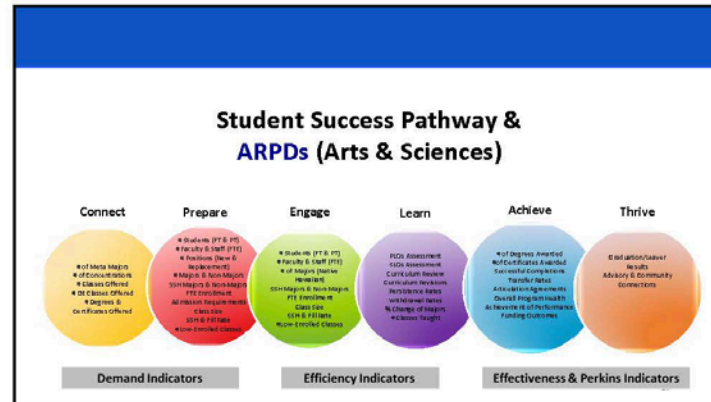 Student Success Pathway &
ARPDs (Arts & Sciences)
Connect
Prepare
Engage
Learn
Achieve
Thrive
# of Meta Majors
# of Concentrations
# Classes Offered
# GE Classes Offered
# Degrees &
Certificates Offered
# Students (FT & PT)
# Faculty & Staff (FTE)
# Positions (New &
Replacement)
# Majors & Non-Majors
SSH Majors & Non-Majors
FTE Enrollment
Admission Requirements
Class Size
SSH & Fill Rate
# Low-Enrolled Classes
# Students (FT & PT)
# Faculty & Staff (FTE)
# of Majors (Native
Hawaiian)
SSH Majors & Non-Majors
FTE Enrollment
Class Size
SSH & Fill Rate
# Low-Enrolled Classes
PLOs Assessment
SLOs Assessment
Curriculum Review
Curriculum Revisions
Persistence Rates
Withdrawal Rates
% Change of Majors
# Classes Taught
# of Degrees Awarded
# of Certificates Awarded
Successful Completions
Transfer Rates
Articulation Agreements
Overall Program Health
Achievement of Performance
Funding Outcomes
Graduation/Leaver
Results
Advisory & Community
Connections
Demand Indicators
Efficiency Indicators
Effectiveness & Perkins Indicators